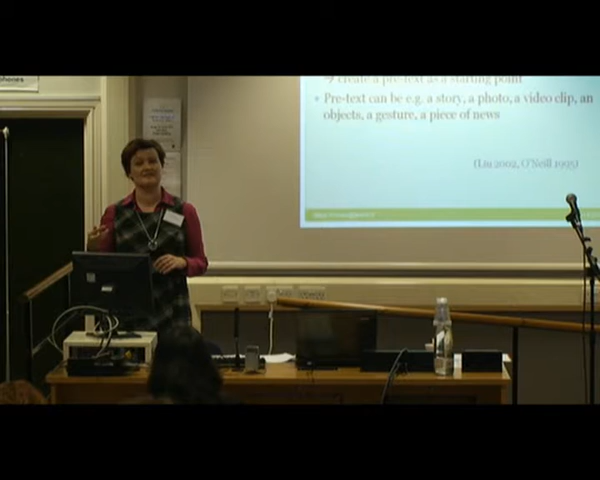 → create a pre-text as a starting point
• Pre-text can be e.g. a story, a photo, a video clip, an
objects, a gesture, a piece of news
(Liu 2002, O'Neill 1995)